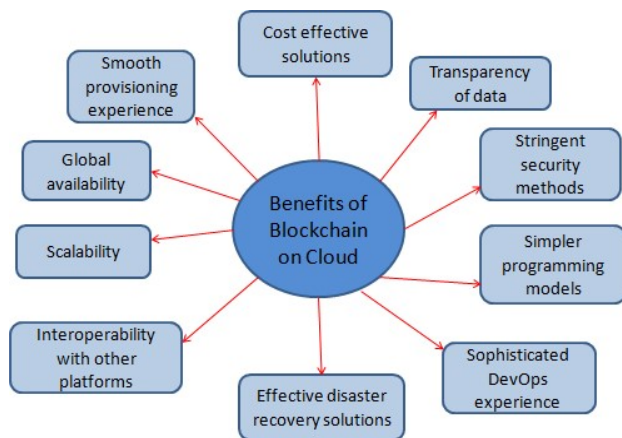 Cost effective
solutions
Smooth
provisioning
experience
Transparency
of data
Global
availability
Stringent
security
methods
Benefits of
Blockchain
on Cloud
Scalability
Simpler
programming
models
Interoperability
with other
platforms
Sophisticated
DevOps
experience
Effective disaster
recovery solutions